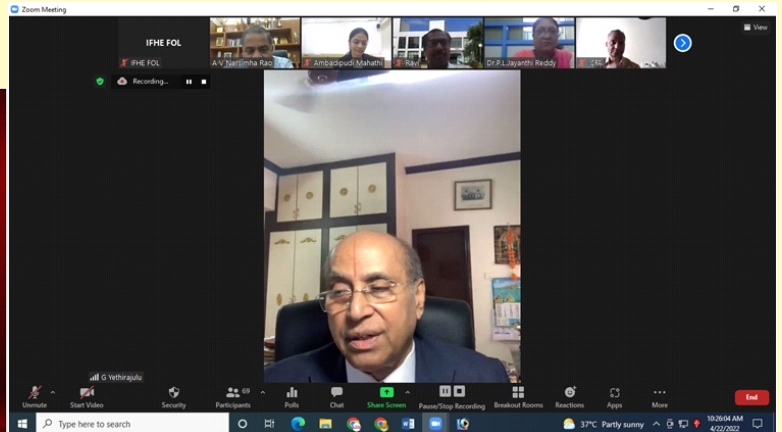 Zoom Meeting
View
IFHE FOL
IFHE FOL
A V Narsimha Rao
Ambadipudi Mahathi
Ravi
Dr.P.L.Jayanthi Reddy
Recording...
G Yethirajulu
Unmute
Start Video
Security
Participants
69
Polls
Chat
Share Screen
Pause/Stop Recording
Breakout Rooms
Reactions
Apps
More
End
Type here to search
37°C Partly sunny
10:26:04 AM
4/22/2022